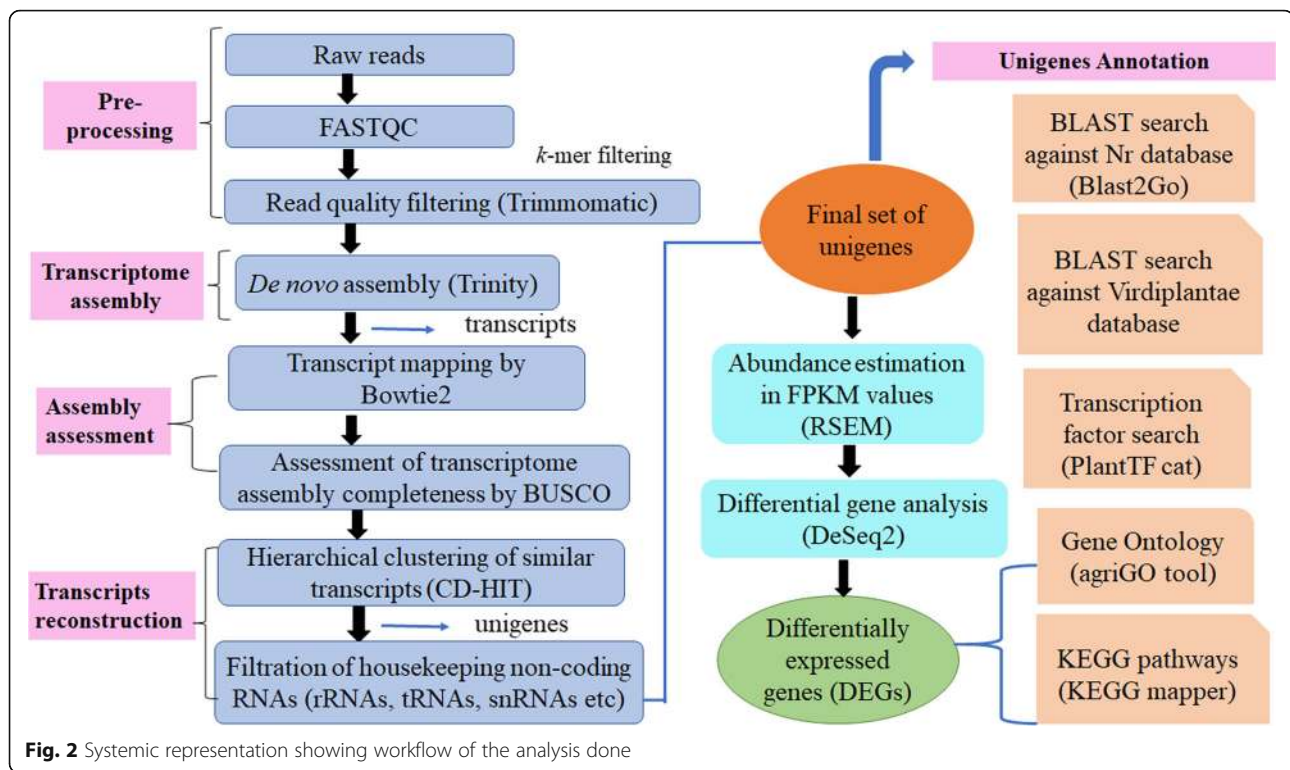 Pre-
processing
Raw reads
FASTQC
k-mer filtering
Read quality filtering (Trimmomatic)
Transcriptome
assembly
De novo assembly (Trinity)
transcripts
Assembly
assessment
Transcript mapping by
Bowtie2
Assessment of transcriptome
assembly completeness by BUSCO
Transcripts
reconstruction
Hierarchical clustering of similar
transcripts (CD-HIT)
unigenes
Filtration of housekeeping non-coding
RNAs (rRNAs, tRNAs, snRNAs etc)
Final set of
unigenes
Abundance estimation
in FPKM values
(RSEM)
Differential gene analysis
(DeSeq2)
Differentially
expressed
genes (DEGs)
Unigenes Annotation
BLAST search
against Nr database
(Blast2Go)
BLAST search
against Virdiplantae
database
Transcription
factor search
(PlantTF cat)
Gene Ontology
(agriGO tool)
KEGG pathways
(KEGG mapper)
Fig. 2 Systemic representation showing workflow of the analysis done